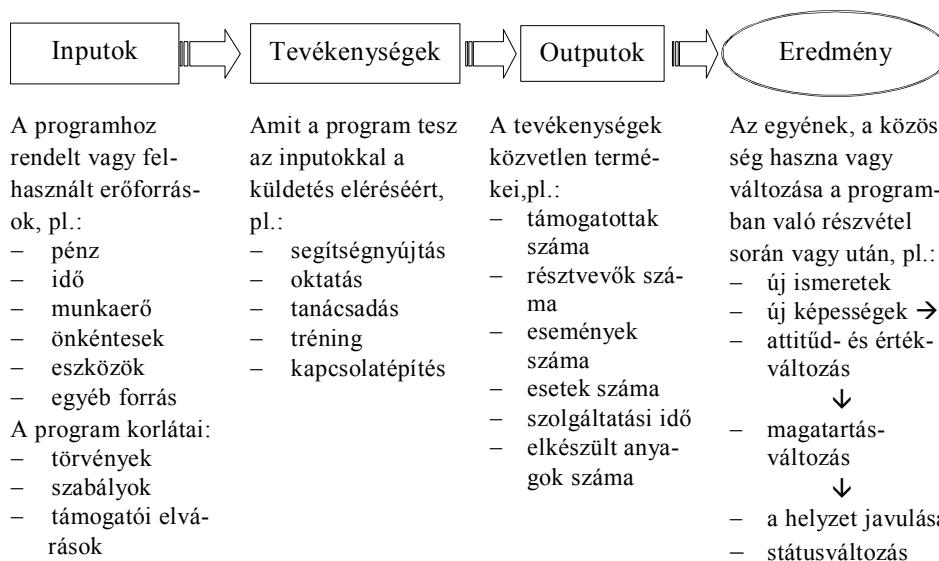 Inputok
Tevékenységek
Outputok
Eredmény
A programhoz
rendelt vagy fel-
használt erőforrás-
ok, pl.:
– pénz
– idő
– munkaerő
– önkéntesek
– eszközök
– egyéb forrás
A program korlátai:
– törvények
– szabályok
– támogatói elvá-
rások
Amit a program tesz
az inputokkal a
küldetés eléréséért,
pl.:
– segítségnyújtás
– oktatás
– tanácsadás
– tréning
– kapcsolatépítés
A tevékenységek
közvetlen termé-
kei,pl.:
– támogatottak
száma
– résztvevők szá-
ma
– események
száma
– esetek száma
– szolgáltatási idő
– elkészült anya-
gok száma
Az egyének, a közös
ség haszna vagy
változása a program-
ban való részvétel
során vagy után, pl.:
– új ismeretek
– új képességek →
– attitűd- és érték-
változás
↓
– magatartás-
változás
↓
– a helyzet javulása
– státusváltozás